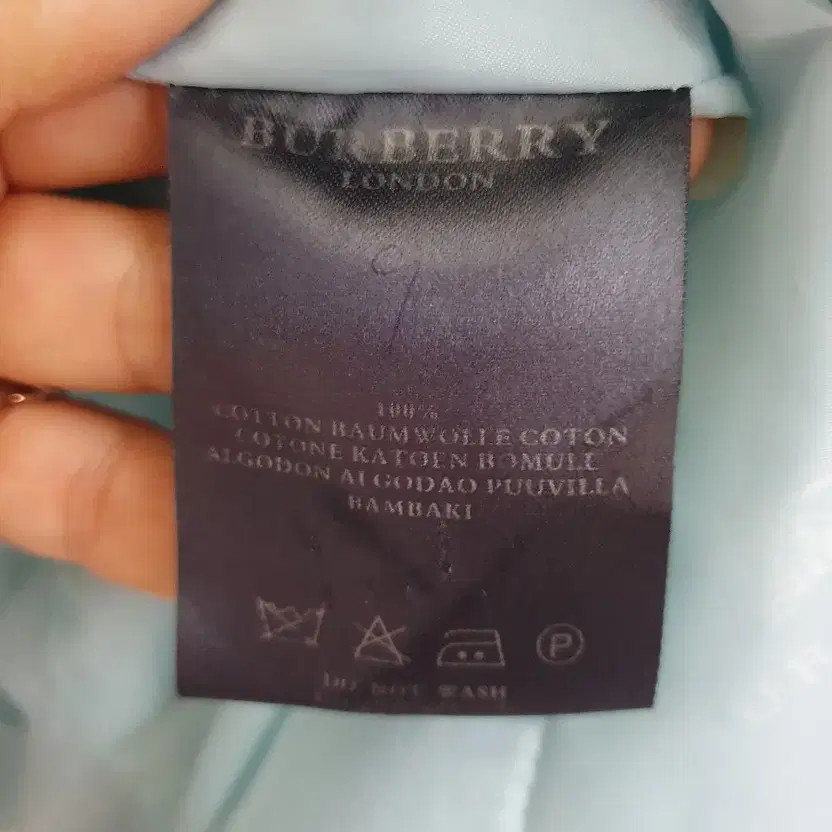 BURBERRY
LONDON
100%
COTTON BAUMWOLLE COTON
COTONE KATOEN BOMULL
ALGODON ALGODAO PUUVILLA
BAMBAKI
P
DO NOT WASH